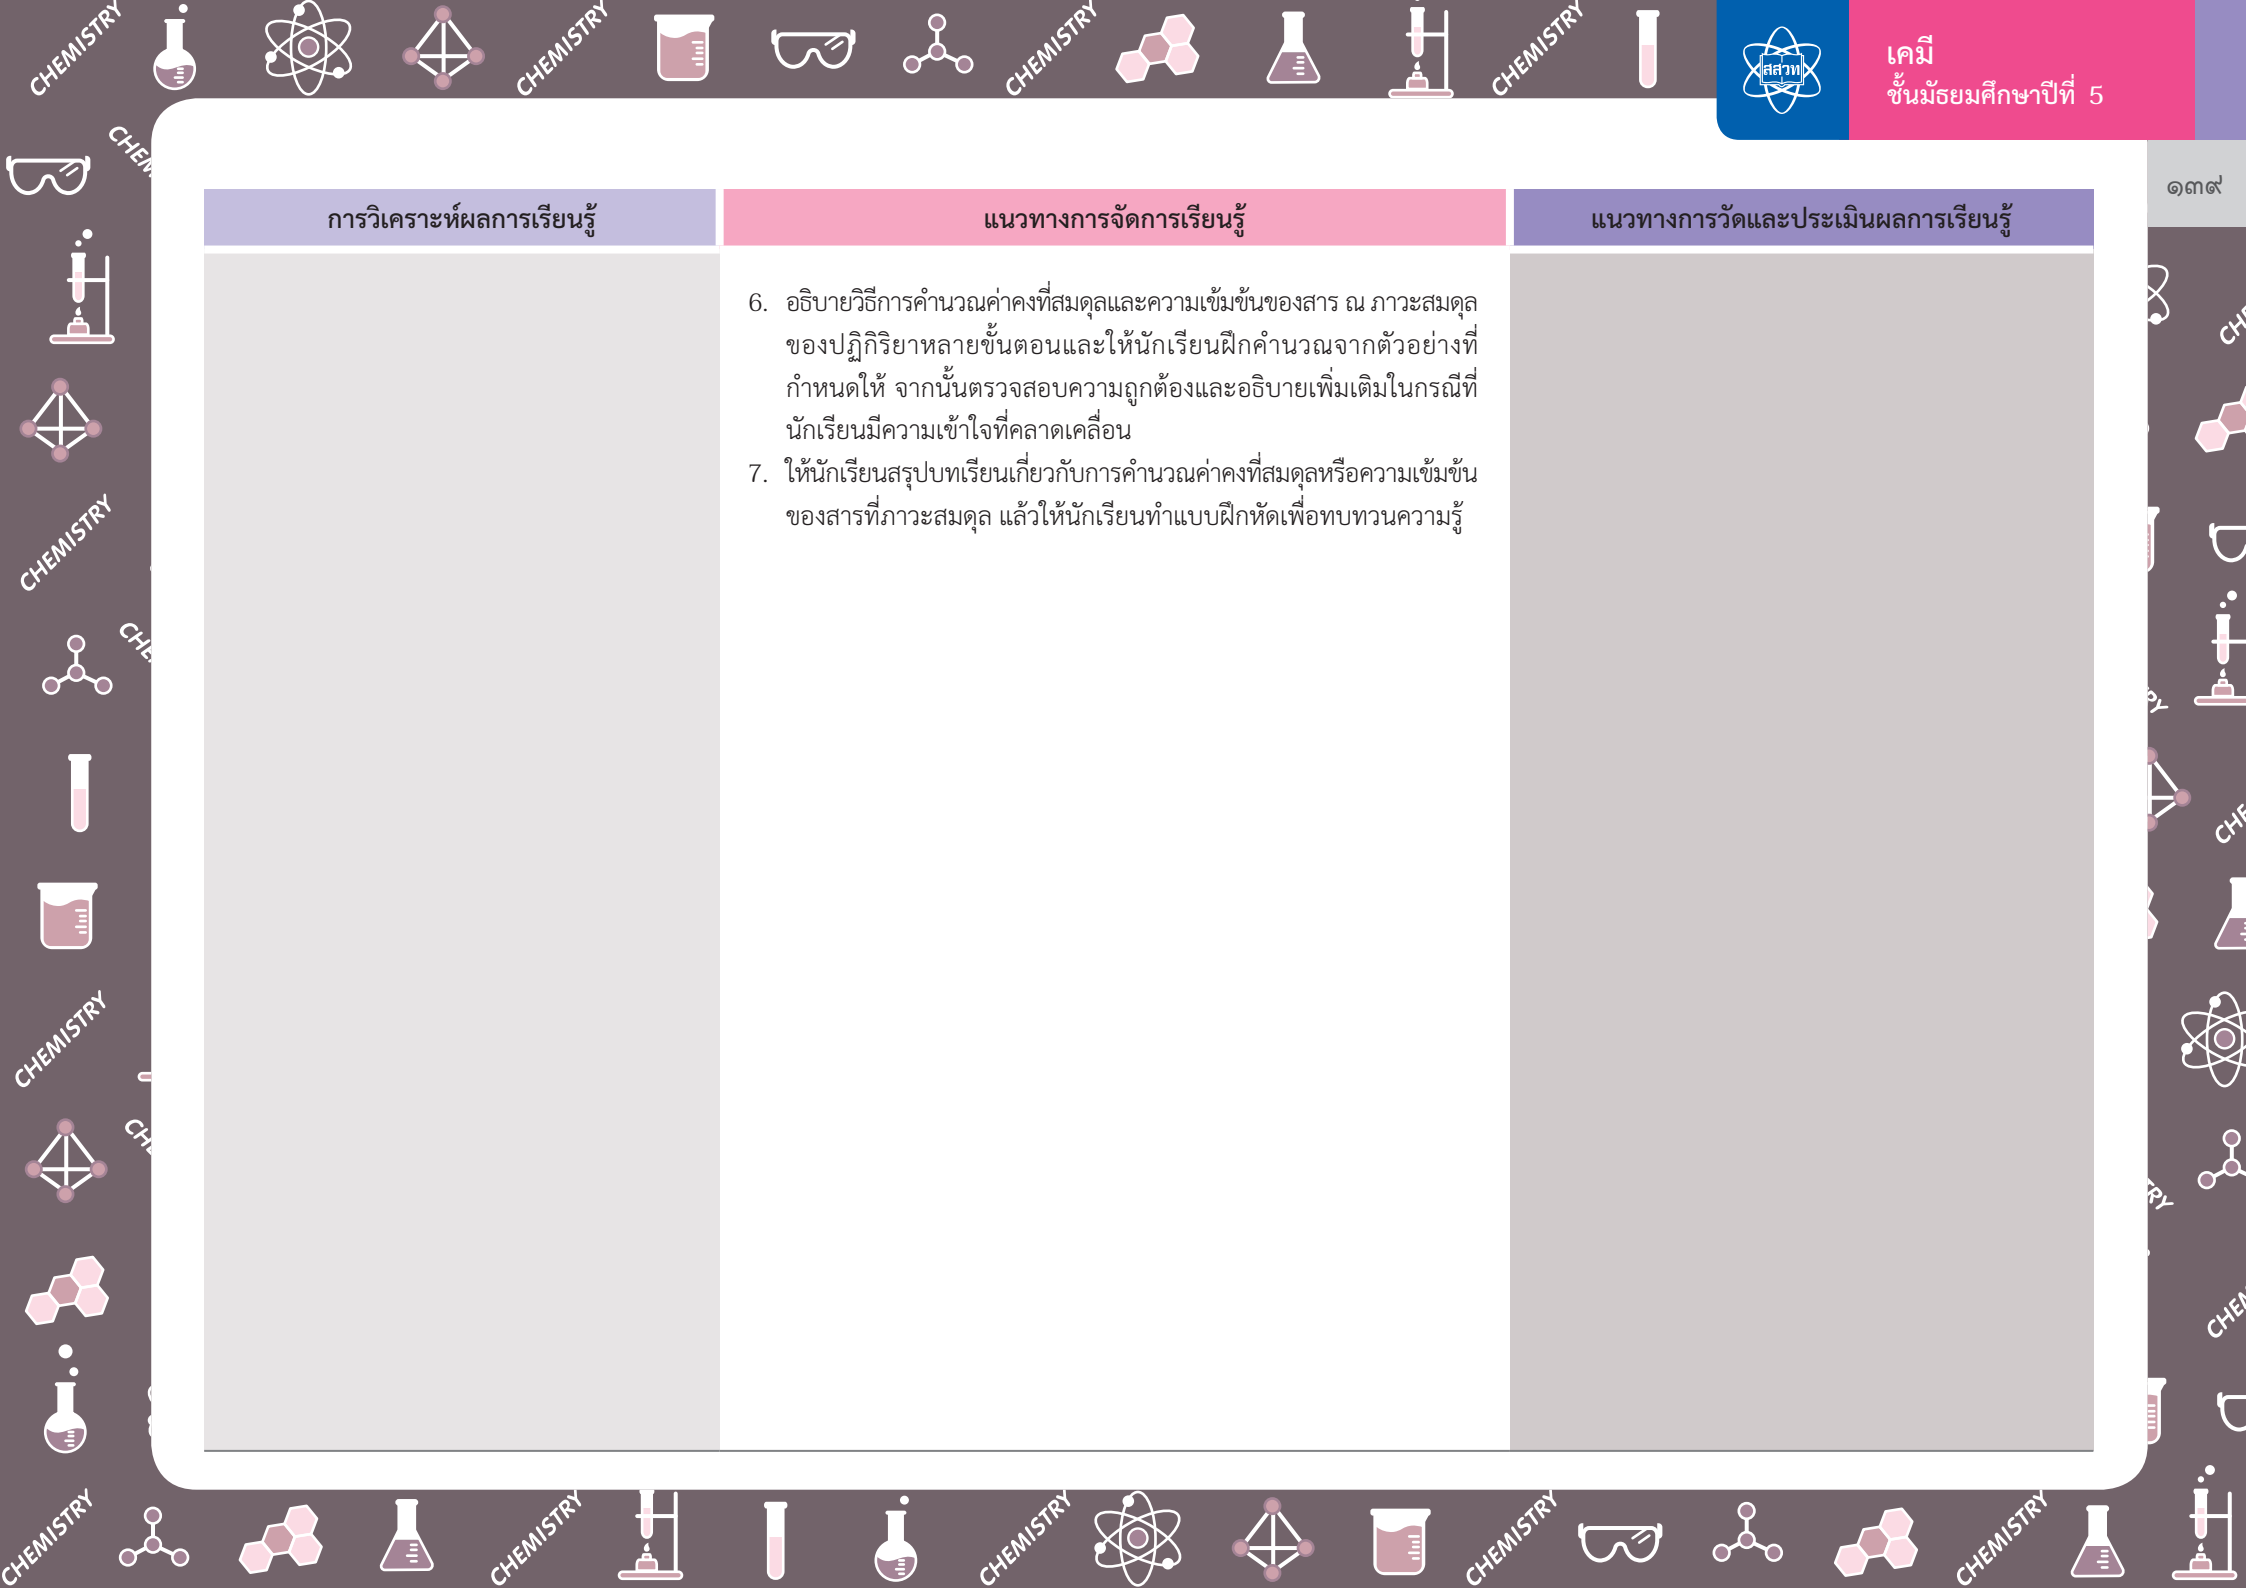 CHEMISTRY CHEMISTRY CHEMISTRY CHEMISTRY
สสวท
เคมี
ชั้นมัธยมศึกษาปีที่ 5
๑๓๙
การวิเคราะห์ผลการเรียนรู้
แนวทางการจัดการเรียนรู้
แนวทางการวัดและประเมินผลการเรียนรู้
6. อธิบายวิธีการคำนวณค่าคงที่สมดุลและความเข้มข้นของสาร ณ ภาวะสมดุล
ของปฏิกิริยาหลายขั้นตอนและให้นักเรียนฝึกคำนวณจากตัวอย่างที่
กำหนดให้ จากนั้นตรวจสอบความถูกต้องและอธิบายเพิ่มเติมในกรณีที่
นักเรียนมีความเข้าใจที่คลาดเคลื่อน
7. ให้นักเรียนสรุปบทเรียนเกี่ยวกับการคำนวณค่าคงที่สมดุลหรือความเข้มข้น
ของสารที่ภาวะสมดุล แล้วให้นักเรียนทำแบบฝึกหัดเพื่อทบทวนความรู้
CHEMISTRY
CHEMISTRY
CHEMISTRY CHEMISTRY CHEMISTRY CHEMISTRY CHEMISTRY